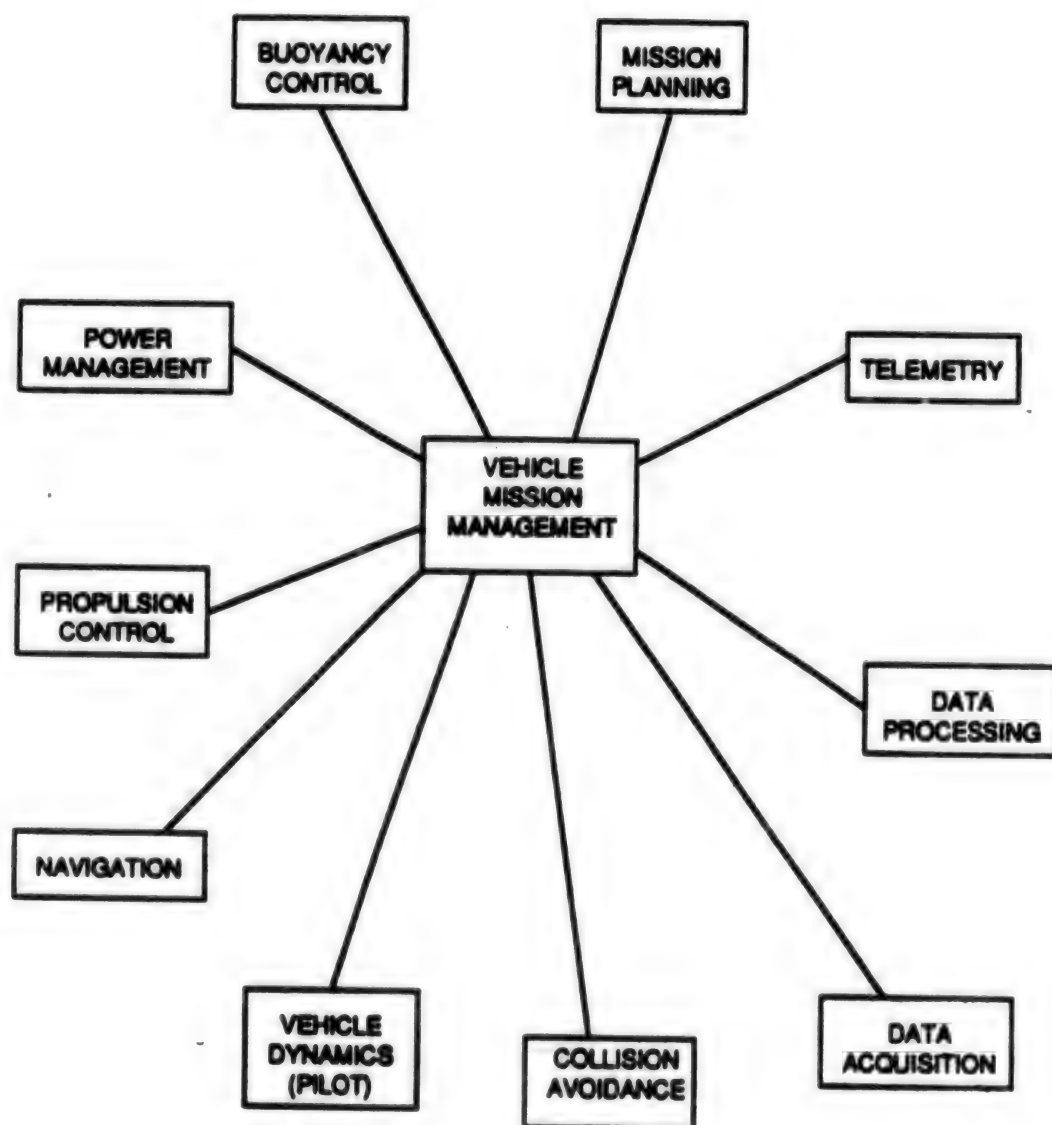 BUOYANCY
CONTROL
MISSION
PLANNING
POWER
MANAGEMENT
TELEMETRY
VEHICLE
MISSION
MANAGEMENT
PROPULSION
CONTROL
DATA
PROCESSING
NAVIGATION
VEHICLE
DYNAMICS
(PILOT)
COLLISION
AVOIDANCE
DATA
ACQUISITION